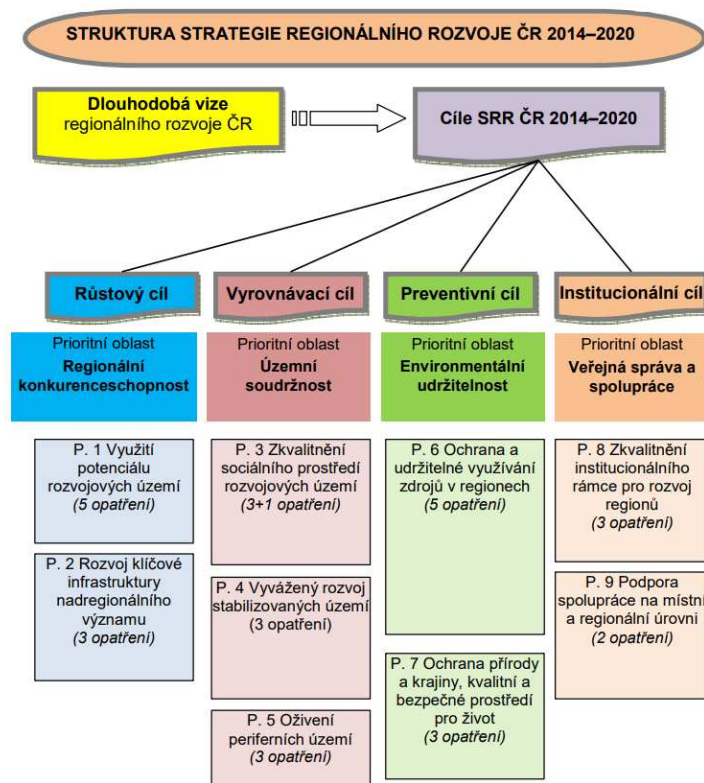 STRUKTURA STRATEGIE REGIONÁLNÍHO ROZVOJE ČR 2014–2020
Dlouhodobá vize
regionálního rozvoje ČR
Cíle SRR ČR 2014–2020
Růstový cíl
Vyrovnávací cíl
Preventivní cíl
Institucionální cíl
Prioritní oblast
Regionální
konkurenceschopnost
Prioritní oblast
Územní
soudržnost
Prioritní oblast
Environmentální
udržitelnost
Prioritní oblast
Veřejná správa a
spolupráce
P. 1 Využití
potenciálu
rozvojových území
(5 opatření)
P. 2 Rozvoj klíčové
infrastruktury
nadregionálního
významu
(3 opatření)
P. 3 Zkvalitnění
sociálního prostředí
rozvojových území
(3+1 opatření)
P. 4 Vyvážený rozvoj
stabilizovaných území
(3 opatření)
P. 5 Oživení
periferních území
(3 opatření)
P. 6 Ochrana a
udržitelné využívání
zdrojů v regionech
(5 opatření)
P. 7 Ochrana přírody
a krajiny, kvalitní a
bezpečné prostředí
pro život
(3 opatření)
P. 8 Zkvalitnění
institucionálního
rámce pro rozvoj
regionů
(3 opatření)
P. 9 Podpora
spolupráce na místní
a regionální úrovni
(2 opatření)